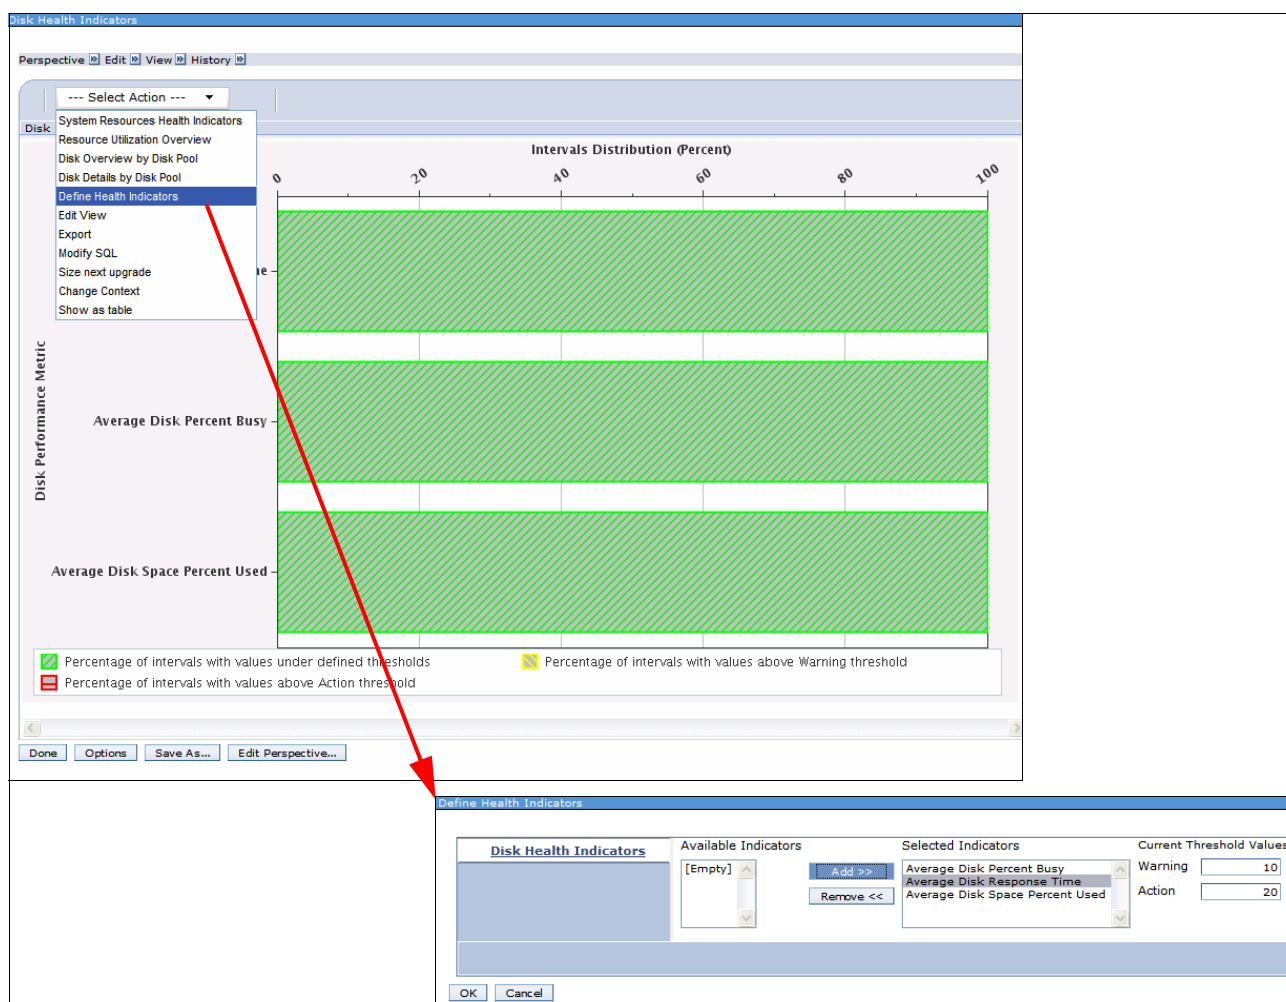 Disk Health Indicators
Perspective Edit View History
--- Select Action ---
System Resources Health Indicators
Disk
Resource Utilization Overview
Disk Overview by Disk Pool
Disk Details by Disk Pool
Define Health Indicators
Edit View
Export
Modify SQL
Size next upgrade
Change Context
Show as table
Intervals Distribution (Percent)
0 20 40 60 80 100
Disk Performance Metric
Average Disk Percent Busy
Average Disk Space Percent Used
Percentage of intervals with values under defined thresholds
Percentage of intervals with values above Warning threshold
Percentage of intervals with values above Action threshold
Done Options Save As... Edit Perspective...
Define Health Indicators
Disk Health Indicators
Available Indicators
[Empty]
Add >>
Remove <<
Selected Indicators
Average Disk Percent Busy
Average Disk Response Time
Average Disk Space Percent Used
Current Threshold Values
Warning 10
Action 20
OK Cancel